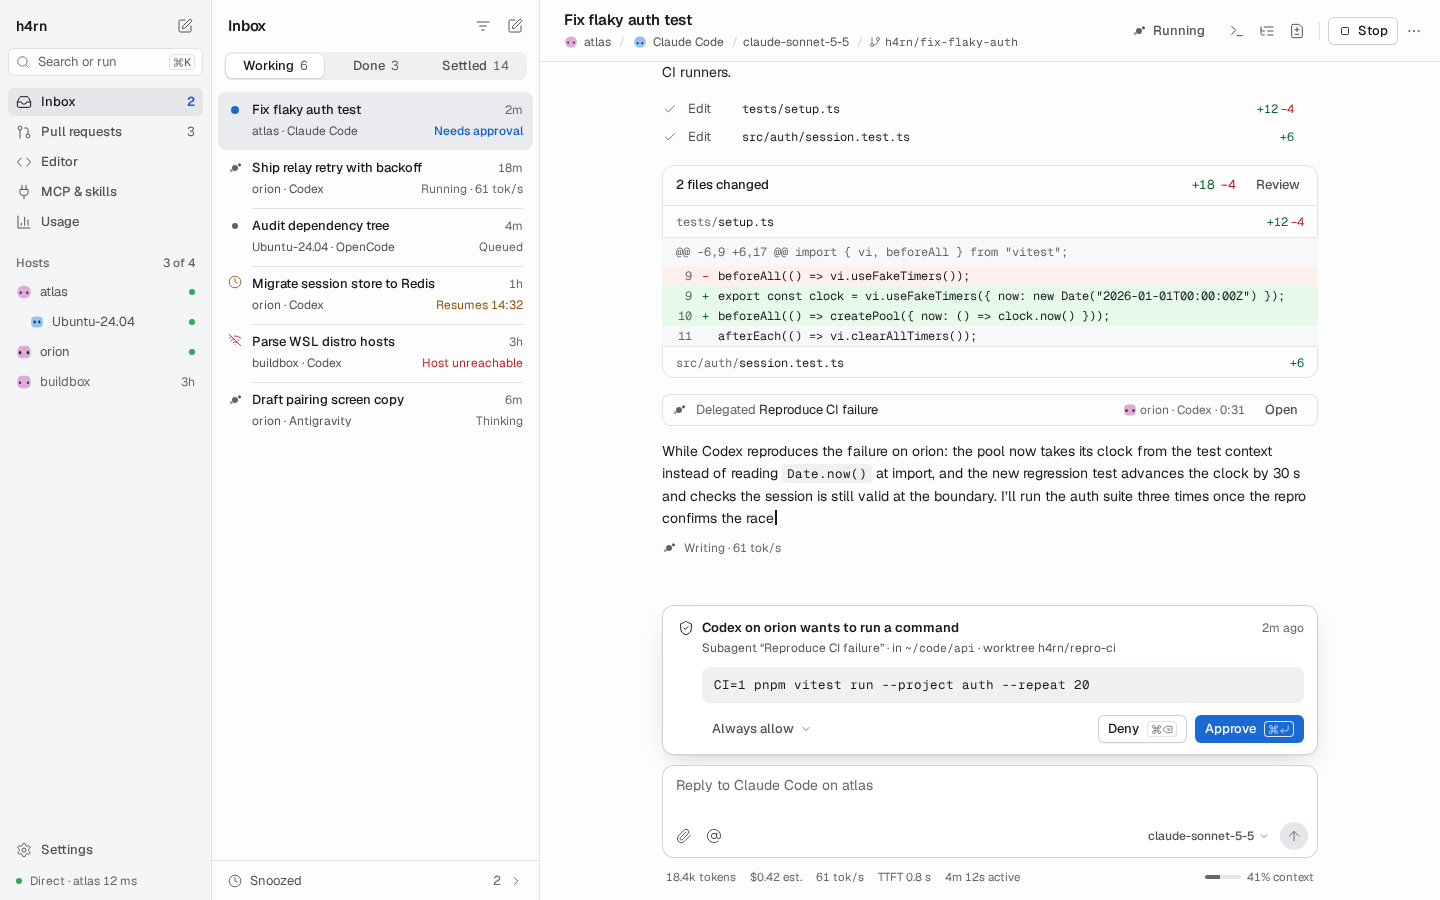 h4rn
Search or run ⌘K
Inbox 2
Pull requests 3
Editor
MCP & skills
Usage
Hosts 3 of 4
atlas
Ubuntu-24.04
orion
buildbox 3h
Settings
Direct · atlas 12 ms
Inbox
Working 6 Done 3 Settled 14
Fix flaky auth test 2m
atlas · Claude Code Needs approval
Ship relay retry with backoff 18m
orion · Codex Running · 61 tok/s
Audit dependency tree 4m
Ubuntu-24.04 · OpenCode Queued
Migrate session store to Redis 1h
orion · Codex Resumes 14:32
Parse WSL distro hosts 3h
buildbox · Codex Host unreachable
Draft pairing screen copy 6m
orion · Antigravity Thinking
Snoozed 2
Fix flaky auth test
atlas / Claude Code / claude-sonnet-5-5 / h4rn/fix-flaky-auth
Running Stop
CI runners.
Edit tests/setup.ts +12 −4
Edit src/auth/session.test.ts +6
2 files changed +18 −4 Review
tests/setup.ts +12 −4
@@ -6,9 +6,17 @@ import { vi, beforeAll } from "vitest";
9 − beforeAll(() => vi.useFakeTimers());
9 + export const clock = vi.useFakeTimers({ now: new Date("2026-01-01T00:00:00Z") });
10 + beforeAll(() => createPool({ now: () => clock.now() }));
11 afterEach(() => vi.clearAllTimers());
src/auth/session.test.ts +6
Delegated Reproduce CI failure orion · Codex · 0:31 Open
While Codex reproduces the failure on orion: the pool now takes its clock from the test context
instead of reading Date.now() at import, and the new regression test advances the clock by 30 s
and checks the session is still valid at the boundary. I'll run the auth suite three times once the repro
confirms the race
Writing · 61 tok/s
Codex on orion wants to run a command 2m ago
Subagent “Reproduce CI failure” · in ~/code/api · worktree h4rn/repro-ci
CI=1 pnpm vitest run --project auth --repeat 20
Always allow Deny ⌘⌫ Approve ⌘⏎
Reply to Claude Code on atlas
claude-sonnet-5-5
18.4k tokens $0.42 est. 61 tok/s TTFT 0.8 s 4m 12s active 41% context